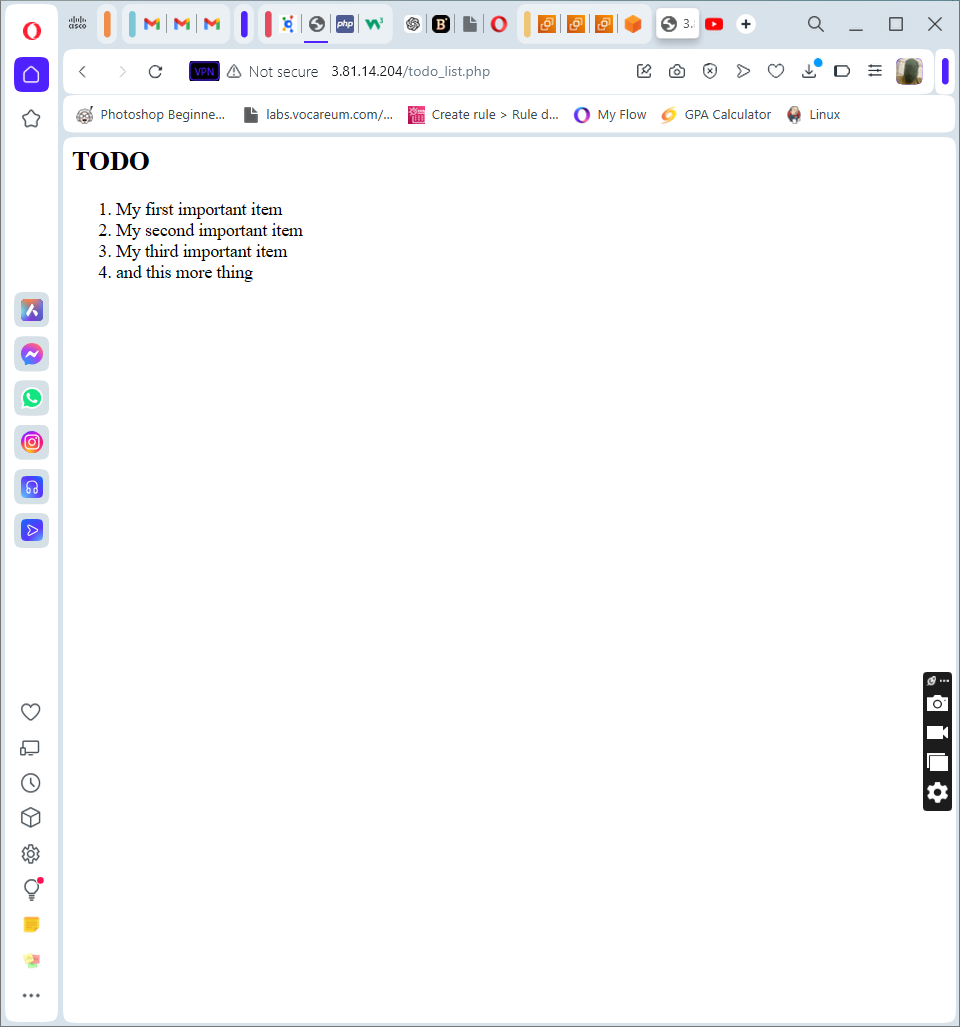 cisco
php
3.
VPN
Not secure 3.81.14.204/todo_list.php
Photoshop Beginne... labs.vocareum.com/... Create rule > Rule d... My Flow GPA Calculator Linux
TODO
1. My first important item
2. My second important item
3. My third important item
4. and this more thing